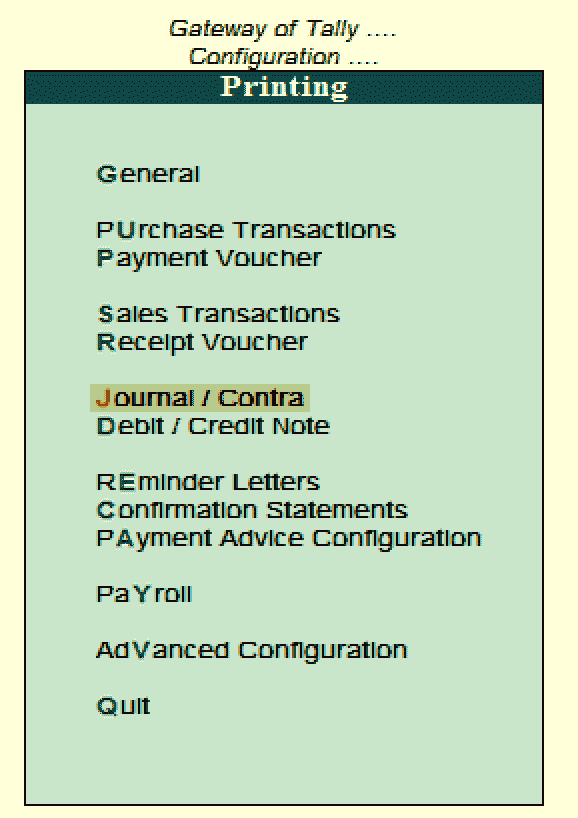 Gateway of Tally ....
Configuration ....
Printing
General
PUrchase Transactions
Payment Voucher
Sales Transactions
Receipt Voucher
Journal / Contra
Debit / Credit Note
REminder Letters
Confirmation Statements
PAyment Advice Configuration
PaYroll
AdVanced Configuration
Quit